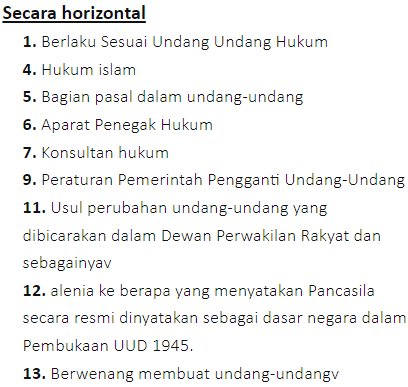 Secara horizontal
1. Berlaku Sesuai Undang Undang Hukum
4. Hukum islam
5. Bagian pasal dalam undang-undang
6. Aparat Penegak Hukum
7. Konsultan hukum
9. Peraturan Pemerintah Pengganti Undang-Undang
11. Usul perubahan undang-undang yang
dibicarakan dalam Dewan Perwakilan Rakyat dan
sebagainyav
12. alenia ke berapa yang menyatakan Pancasila
secara resmi dinyatakan sebagai dasar negara dalam
Pembukaan UUD 1945.
13. Berwenang membuat undang-undangv